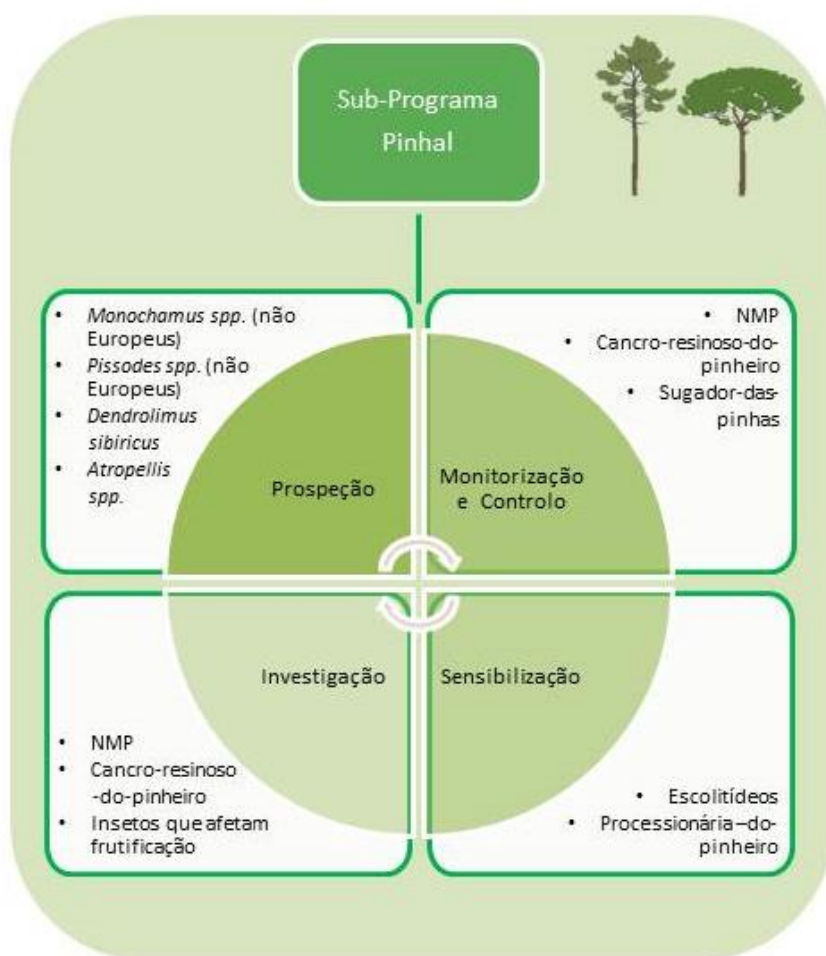 Sub-Programa
Pinhal
• Monochamus spp. (não
Europeus)
• Pissodes spp. (não
Europeus)
• Dendrolimus
sibiricus
• Atropellis
spp.
Prospeção
• NMP
• Cancro-resinoso-do-
pinheiro
• Sugador-das-
pinhas
Monitorização
e Controlo
Investigação
• NMP
• Cancro-resinoso
-do-pinheiro
• Insetos que afetam
frutificação
Sensibilização
• Escolitídeos
• Processionária–do-
pinheiro